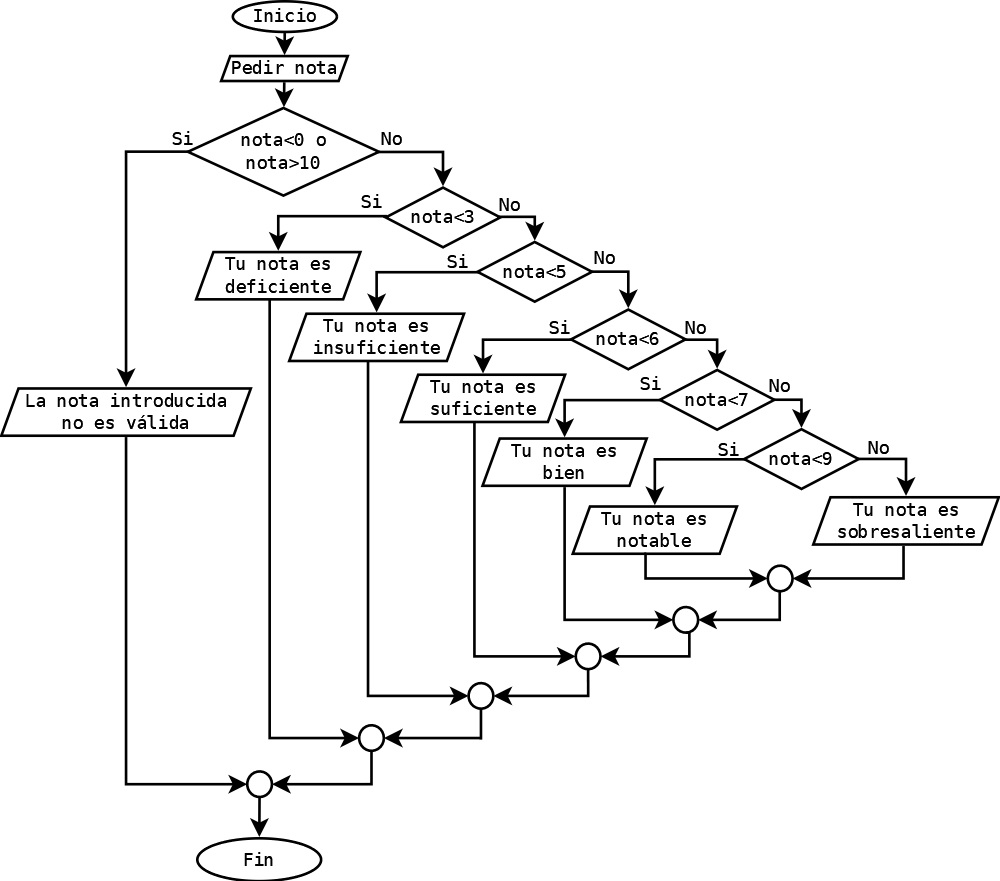 Inicio
Pedir nota
Si
nota<0 o
nota>10
No
Si
nota<3
No
Tu nota es
deficiente
Si
nota<5
No
Tu nota es
insuficiente
Si
nota<6
No
Tu nota es
suficiente
Si
nota<7
No
La nota introducida
no es válida
Tu nota es
bien
Si
nota<9
No
Tu nota es
notable
Tu nota es
sobresaliente
Fin